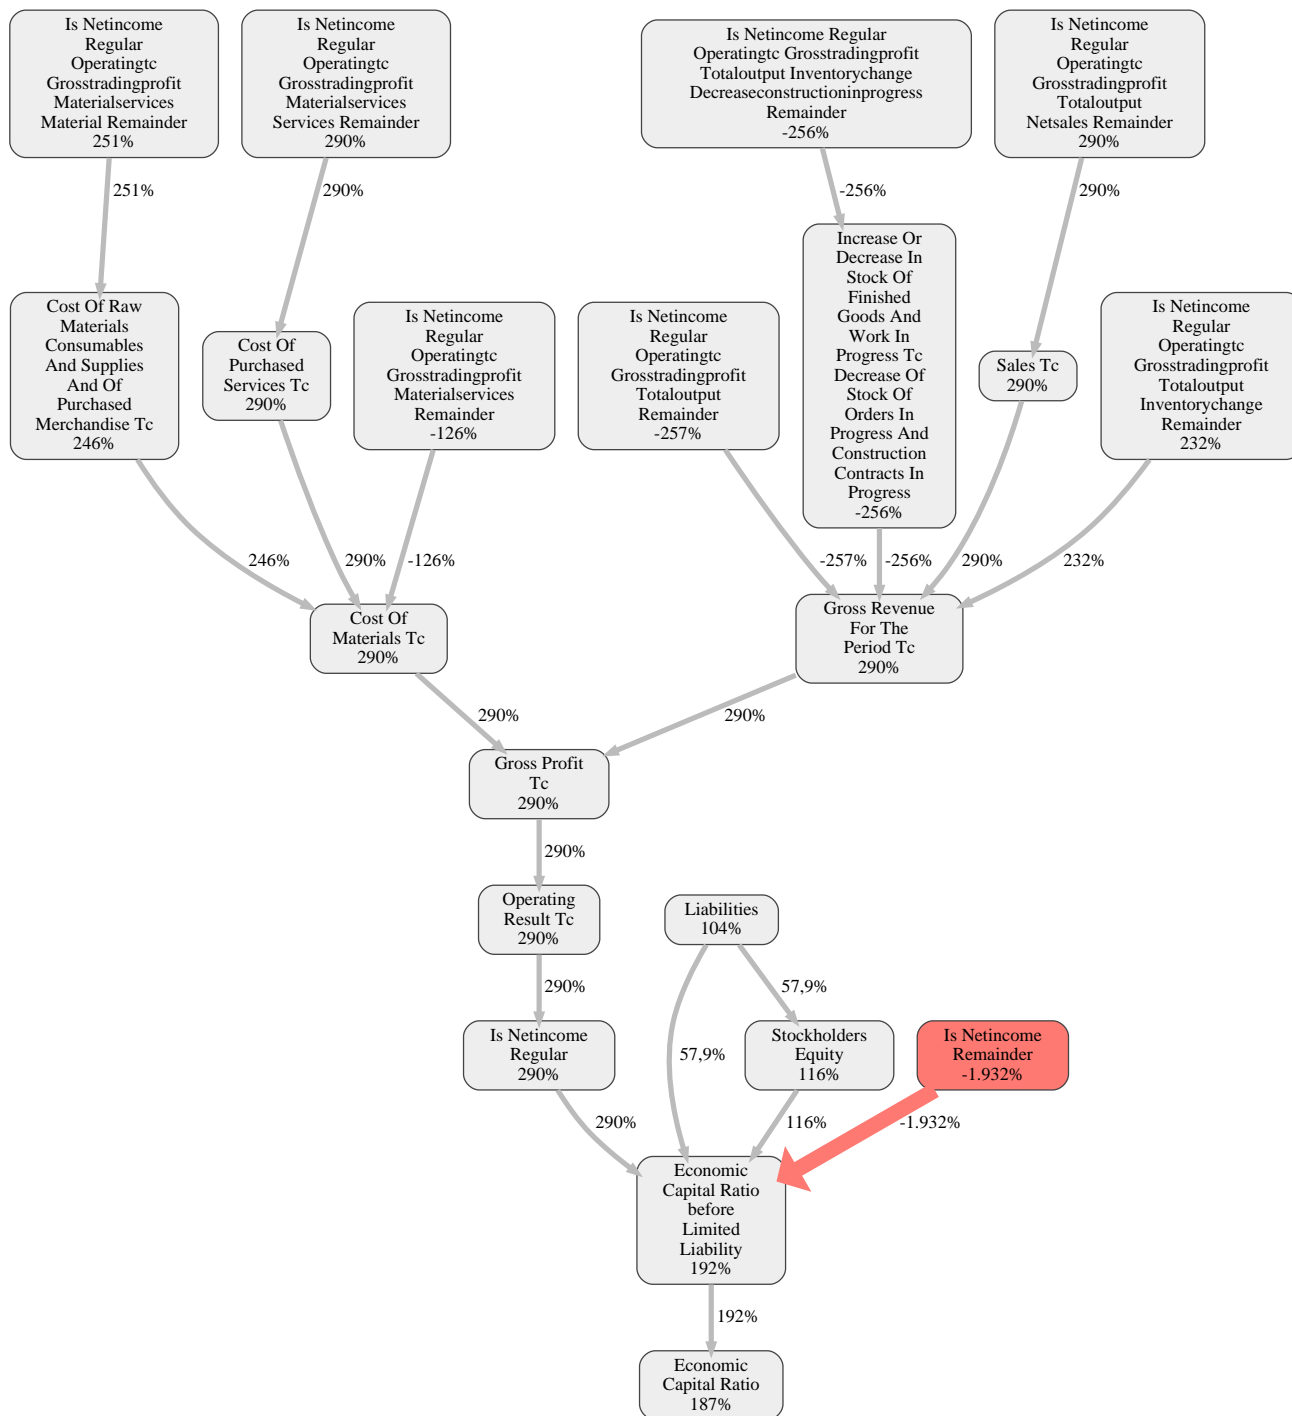 Is Netincome
Regular
Operatingtc
Grosstradingprofit
Materialservices
Material Remainder
251%
Is Netincome
Regular
Operatingtc
Grosstradingprofit
Materialservices
Services Remainder
290%
Is Netincome Regular
Operatingtc Grosstradingprofit
Totaloutput Inventorychange
Decreaseconstructioninprogress
Remainder
-256%
Is Netincome
Regular
Operatingtc
Grosstradingprofit
Totaloutput
Netsales Remainder
290%
251%
290%
-256%
290%
Cost Of Raw
Materials
Consumables
And Supplies
And Of
Purchased
Merchandise Tc
246%
Cost Of
Purchased
Services Tc
290%
Is Netincome
Regular
Operatingtc
Grosstradingprofit
Materialservices
Remainder
-126%
Is Netincome
Regular
Operatingtc
Grosstradingprofit
Totaloutput
Remainder
-257%
Increase Or
Decrease In
Stock Of
Finished
Goods And
Work In
Progress Tc
Decrease Of
Stock Of
Orders In
Progress And
Construction
Contracts In
Progress
-256%
Sales Tc
290%
Is Netincome
Regular
Operatingtc
Grosstradingprofit
Totaloutput
Inventorychange
Remainder
232%
246%
290%
-126%
-257%
-256%
290%
232%
Cost Of
Materials Tc
290%
Gross Revenue
For The
Period Tc
290%
290%
290%
Gross Profit
Tc
290%
290%
Operating
Result Tc
290%
Liabilities
104%
290%
57,9%
Is Netincome
Regular
290%
57,9%
Stockholders
Equity
116%
Is Netincome
Remainder
-1.932%
290%
116%
-1.932%
Economic
Capital Ratio
before
Limited
Liability
192%
192%
Economic
Capital Ratio
187%